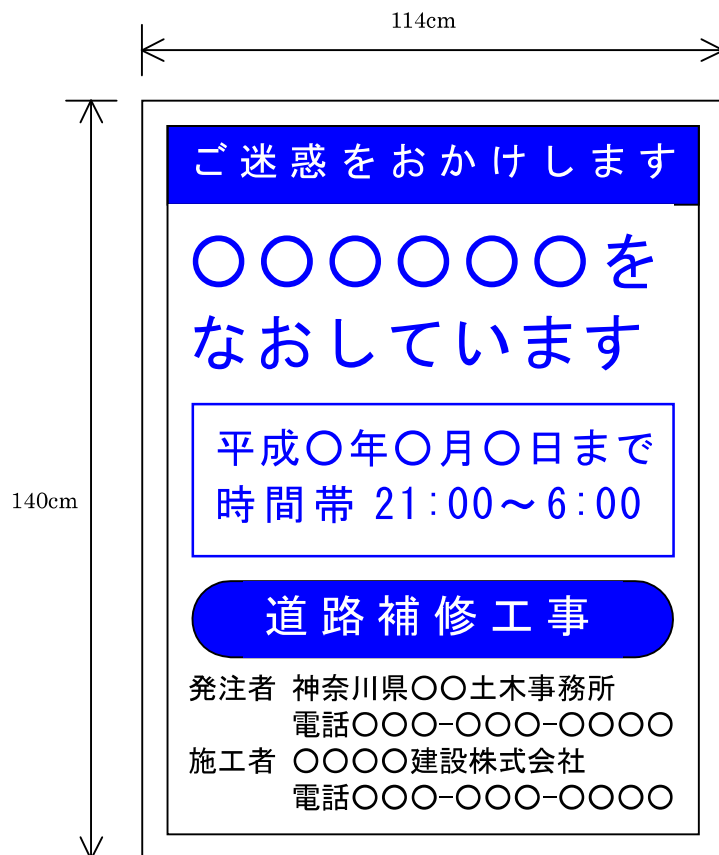 114cm
ご迷惑をおかけします
〇〇〇〇〇〇を
なおしています
140cm
平成〇年〇月〇日まで
時間帯 21:00～6:00
道路補修工事
発注者 神奈川県〇〇土木事務所
電話〇〇〇-〇〇〇-〇〇〇〇
施工者 〇〇〇〇建設株式会社
電話〇〇〇-〇〇〇-〇〇〇〇